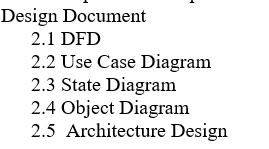 Design Document
2.1 DFD
2.2 Use Case Diagram
2.3 State Diagram
2.4 Object Diagram
2.5  Architecture Design